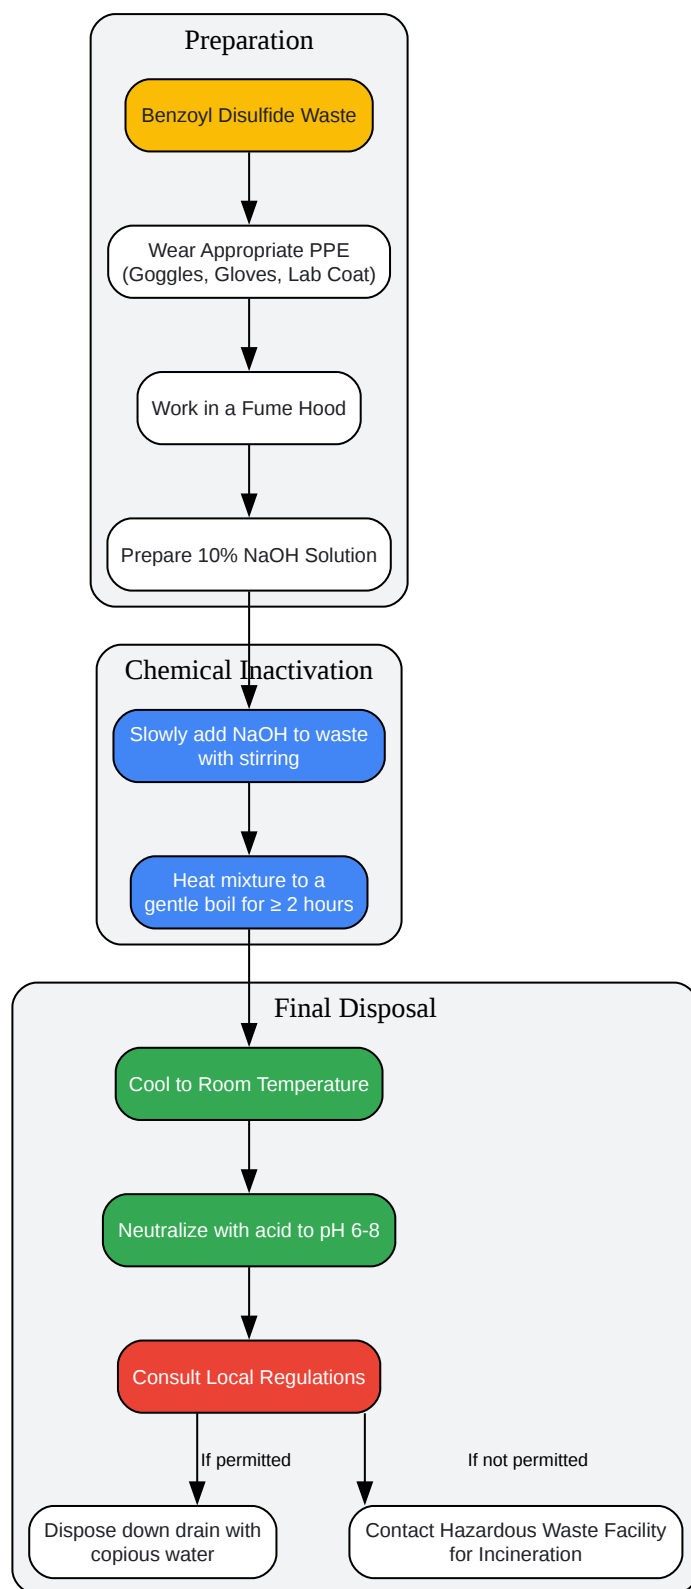 Preparation
Benzoyl Disulfide Waste
Wear Appropriate PPE
(Goggles, Gloves, Lab Coat)
Work in a Fume Hood
Prepare 10% NaOH Solution
Chemical Inactivation
Slowly add NaOH to waste
with stirring
Heat mixture to a
gentle boil for ≥ 2 hours
Final Disposal
Cool to Room Temperature
Neutralize with acid to pH 6-8
Consult Local Regulations
If permitted
If not permitted
Dispose down drain with
copious water
Contact Hazardous Waste Facility
for Incineration